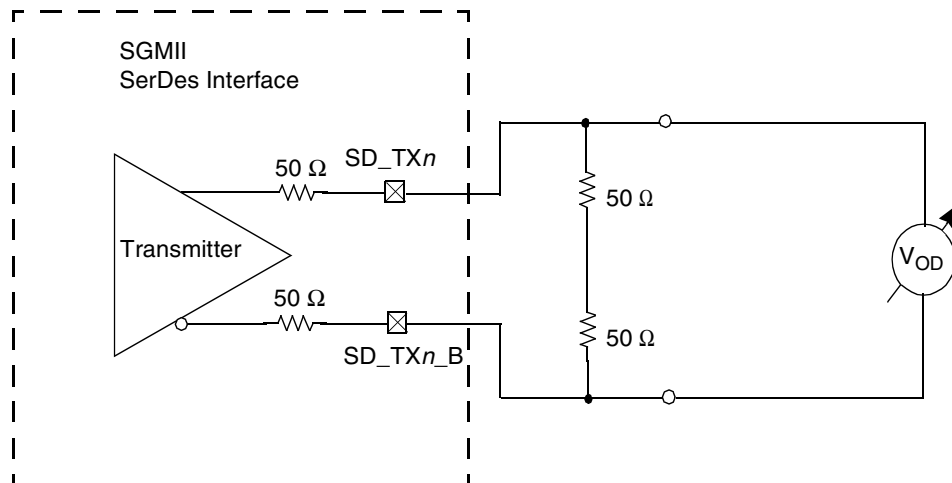 SGMII
SerDes Interface
50 Ω
SD_TXn
50 Ω
Transmitter
VOD
50 Ω
50 Ω
SD_TXn_B